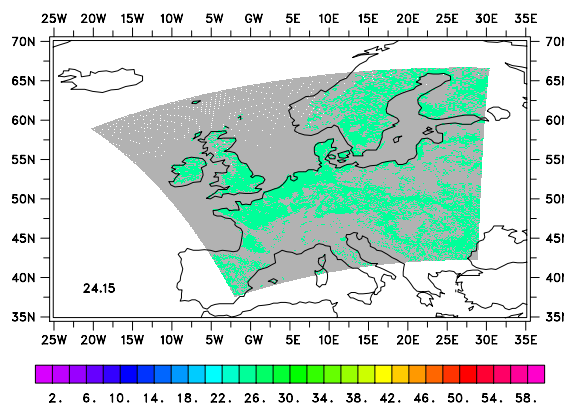 25W 20W 15W 10W 5W GW 5E 10E 15E 20E 25E 30E 35E
70N 70N
65N 65N
60N 60N
55N 55N
50N 50N
45N 45N
40N 40N
24.15
35N 35N
25W 20W 15W 10W 5W GW 5E 10E 15E 20E 25E 30E 35E
2. 6. 10. 14. 18. 22. 26. 30. 34. 38. 42. 46. 50. 54. 58.